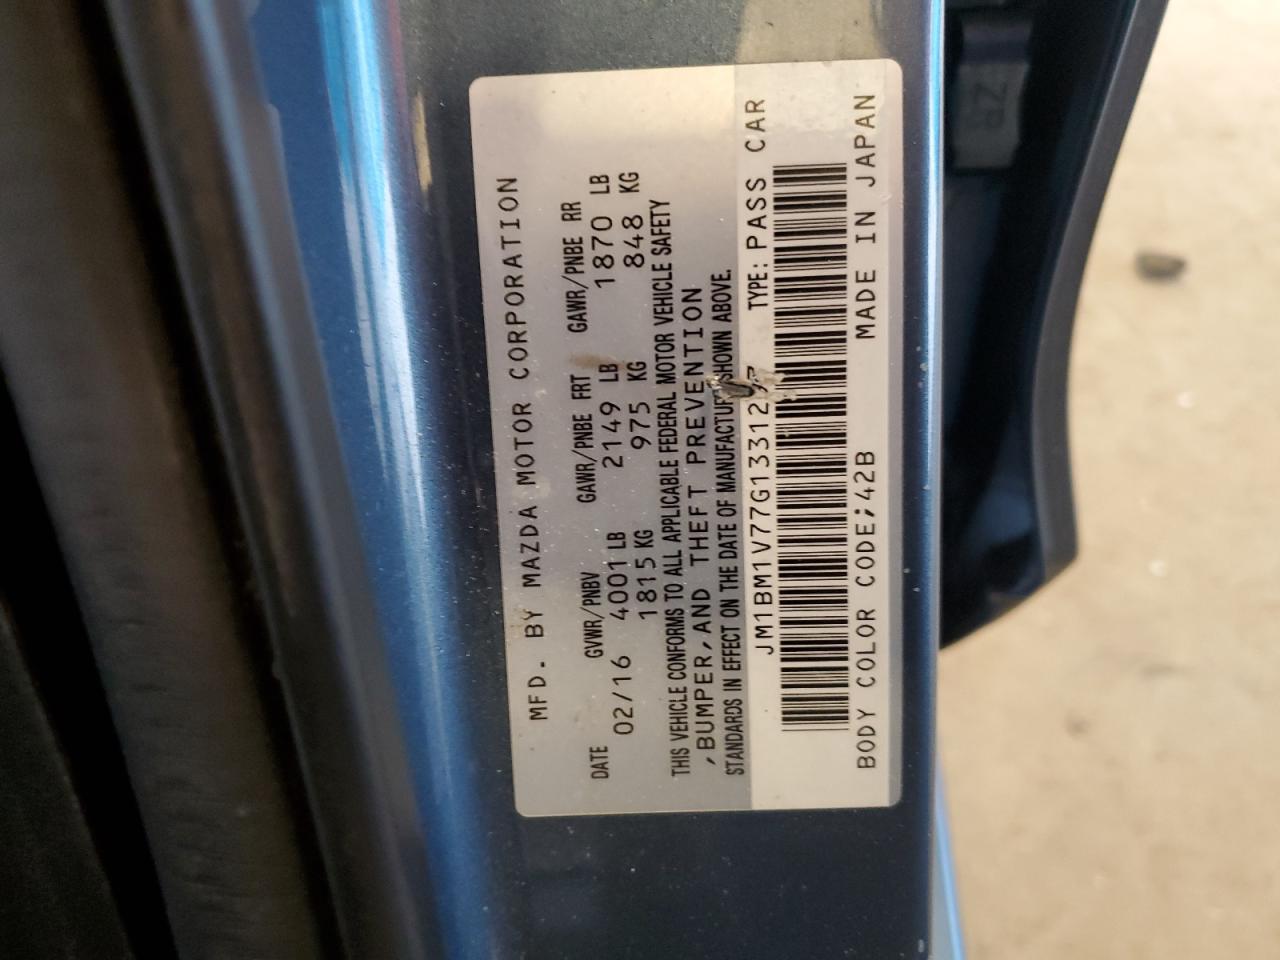 MFD. BY MAZDA MOTOR CORPORATION
DATE GVWR/PNBV GAWR/PNBE FRT GAWR/PNBE RR
02/16 4001 LB 2149 LB 1870 LB
1815 KG 975 KG 848 KG
THIS VEHICLE CONFORMS TO ALL APPLICABLE FEDERAL MOTOR VEHICLE SAFETY
,BUMPER, AND THEFT PREVENTION
STANDARDS IN EFFECT ON THE DATE OF SHOWN ABOVE.
TYPE: PASS CAR
BODY COLOR CODE;42B MADE IN JAPAN